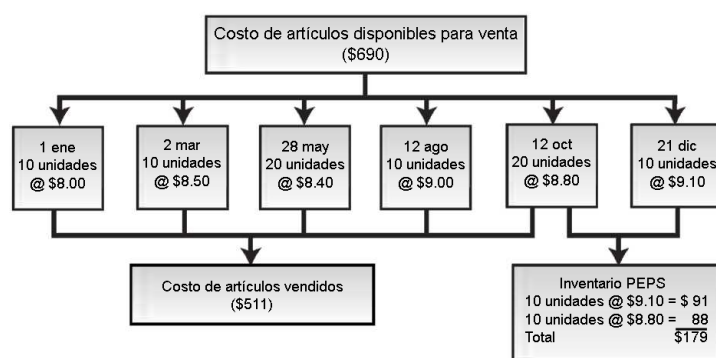 Costo de artículos disponibles para venta
($690)
1 ene
10 unidades
@ $8.00
2 mar
10 unidades
@ $8.50
28 may
20 unidades
@ $8.40
12 ago
10 unidades
@ $9.00
12 oct
20 unidades
@ $8.80
21 dic
10 unidades
@ $9.10
Costo de artículos vendidos
($511)
Inventario PEPS
10 unidades @ $9.10 = $ 91
10 unidades @ $8.80 = 88
Total $179